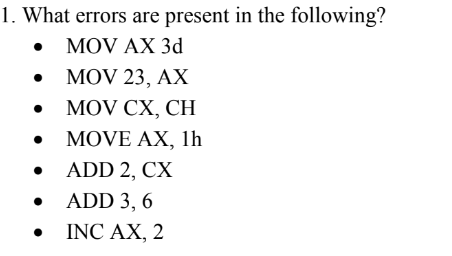 1. What errors are present in the following?
• MOV AX 3d
• MOV 23, AX
• MOV CX, CH
• MOVE AX, 1h
• ADD 2, CX
• ADD 3, 6
• INC AX, 2